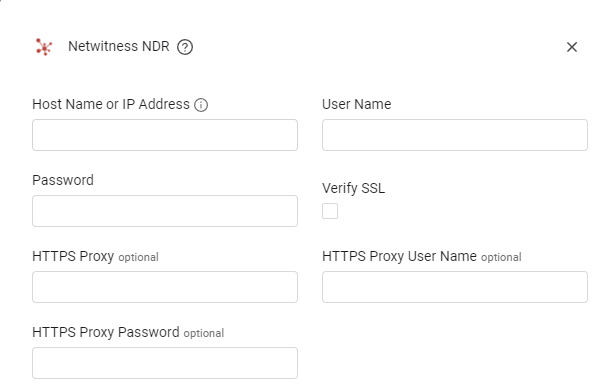 Netwitness NDR
Host Name or IP Address
User Name
Password
Verify SSL
HTTPS Proxy optional
HTTPS Proxy User Name optional
HTTPS Proxy Password optional